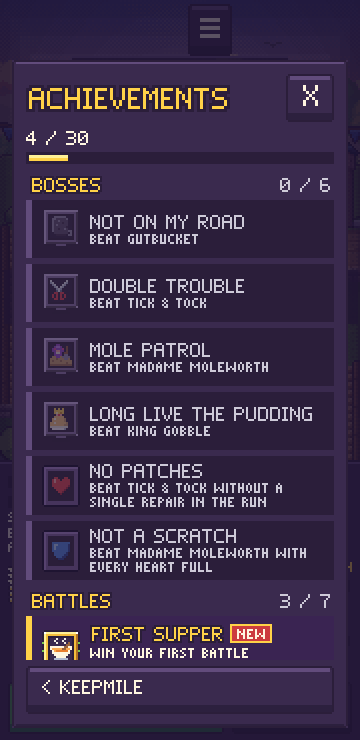 ACHIEVEMENTS X
4 / 30
BOSSES 0 / 6
NOT ON MY ROAD
BEAT GUTBUCKET
DOUBLE TROUBLE
BEAT TICK & TOCK
MOLE PATROL
BEAT MADAME MOLEWORTH
LONG LIVE THE PUDDING
BEAT KING GOBBLE
NO PATCHES
BEAT TICK & TOCK WITHOUT A
SINGLE REPAIR IN THE RUN
NOT A SCRATCH
BEAT MADAME MOLEWORTH WITH
EVERY HEART FULL
BATTLES 3 / 7
FIRST SUPPER NEW
WIN YOUR FIRST BATTLE
< KEEPMILE